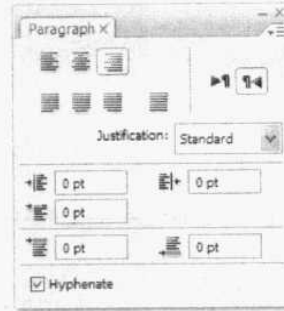 Paragraph ×
Justification: Standard
0 pt 0 pt
0 pt
0 pt 0 pt
Hyphenate